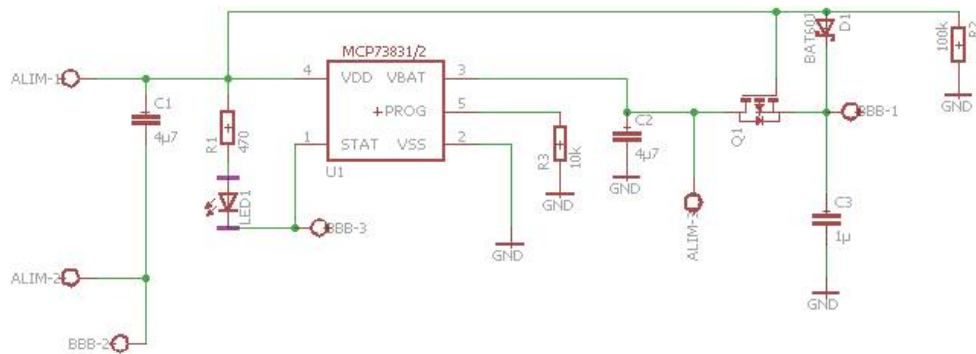 MCP73831/2
ALIM-1
4
VDD
VBAT
3
C1
4µ7
R1
470
+PROG
5
1
STAT
VSS
2
U1
LED1
BBB-3
R3
10k
GND
GND
C2
4µ7
GND
ALIM-3
Q1
BAT60J
D1
BBB-1
100k
R2
GND
C3
1µ
GND
ALIM-2
BBB-2